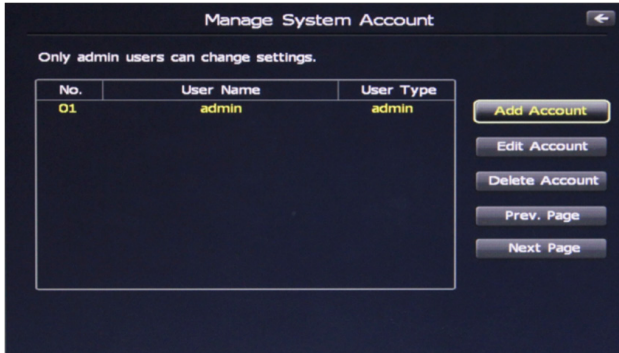 Manage System Account
Only admin users can change settings.
No. User Name User Type
01 admin admin
Add Account
Edit Account
Delete Account
Prev. Page
Next Page